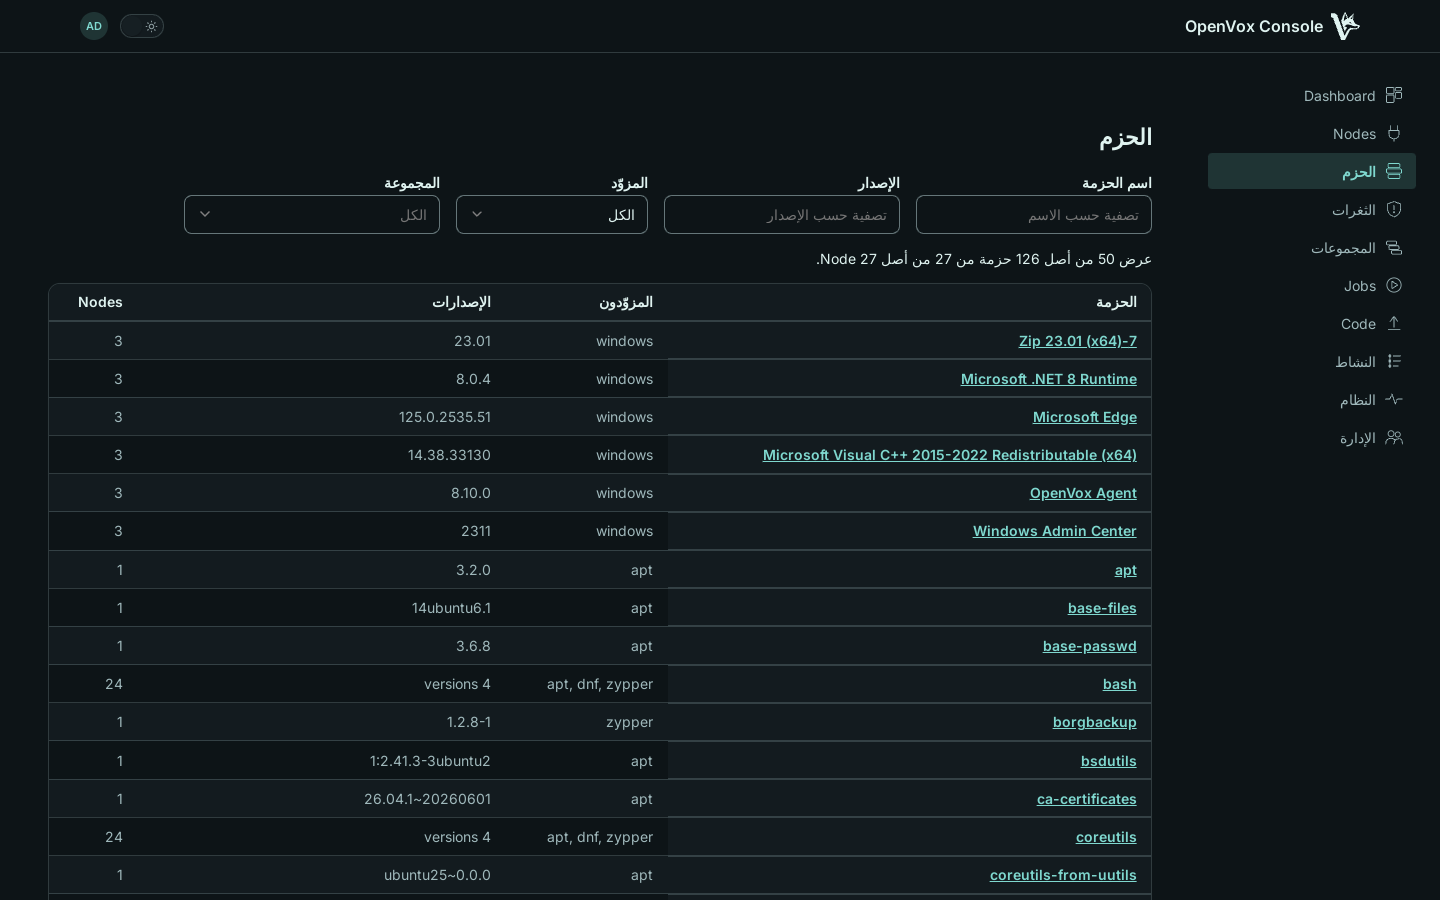 OpenVox Console
AD
Dashboard
Nodes
الحزم
الثغرات
المجموعات
Jobs
Code
النشاط
النظام
الإدارة
الحزم
اسم الحزمة الإصدار المزوّد المجموعة
تصفية حسب الاسم تصفية حسب الإصدار الكل الكل
عرض 50 من أصل 126 حزمة من 27 من أصل 27 Node.
الحزمة المزوّدون الإصدارات Nodes
Zip 23.01 (x64)-7 windows 23.01 3
Microsoft .NET 8 Runtime windows 8.0.4 3
Microsoft Edge windows 125.0.2535.51 3
Microsoft Visual C++ 2015-2022 Redistributable (x64) windows 14.38.33130 3
OpenVox Agent windows 8.10.0 3
Windows Admin Center windows 2311 3
apt apt 3.2.0 1
base-files apt 14ubuntu6.1 1
base-passwd apt 3.6.8 1
bash apt, dnf, zypper versions 4 24
borgbackup zypper 1.2.8-1 1
bsdutils apt 1:2.41.3-3ubuntu2 1
ca-certificates apt 26.04.1~20260601 1
coreutils apt, dnf, zypper versions 4 24
coreutils-from-uutils apt ubuntu25~0.0.0 1